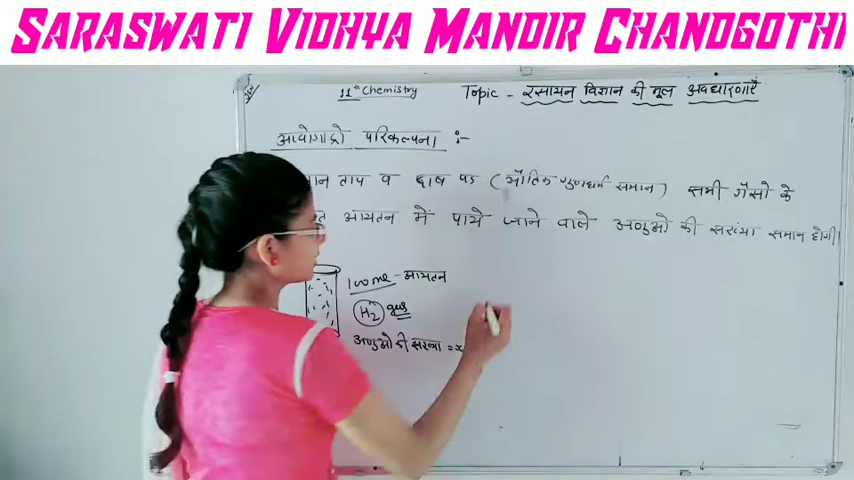 SARASWATI VIDHYA MANDIR CHANDGOTHI
11th Chemistry Topic - रसायन विज्ञान की मूल अवधारणाएँ
आवोगाद्रो परिकल्पना :-
ताप व दाब पर (भौतिक गुणधर्म समान) सभी गैसो के
आयतन में पाये जाने वाले अणुओ की संख्या समान होगी।
100 ml - आयतन
H2 gas
अणुओ की संख्या = x